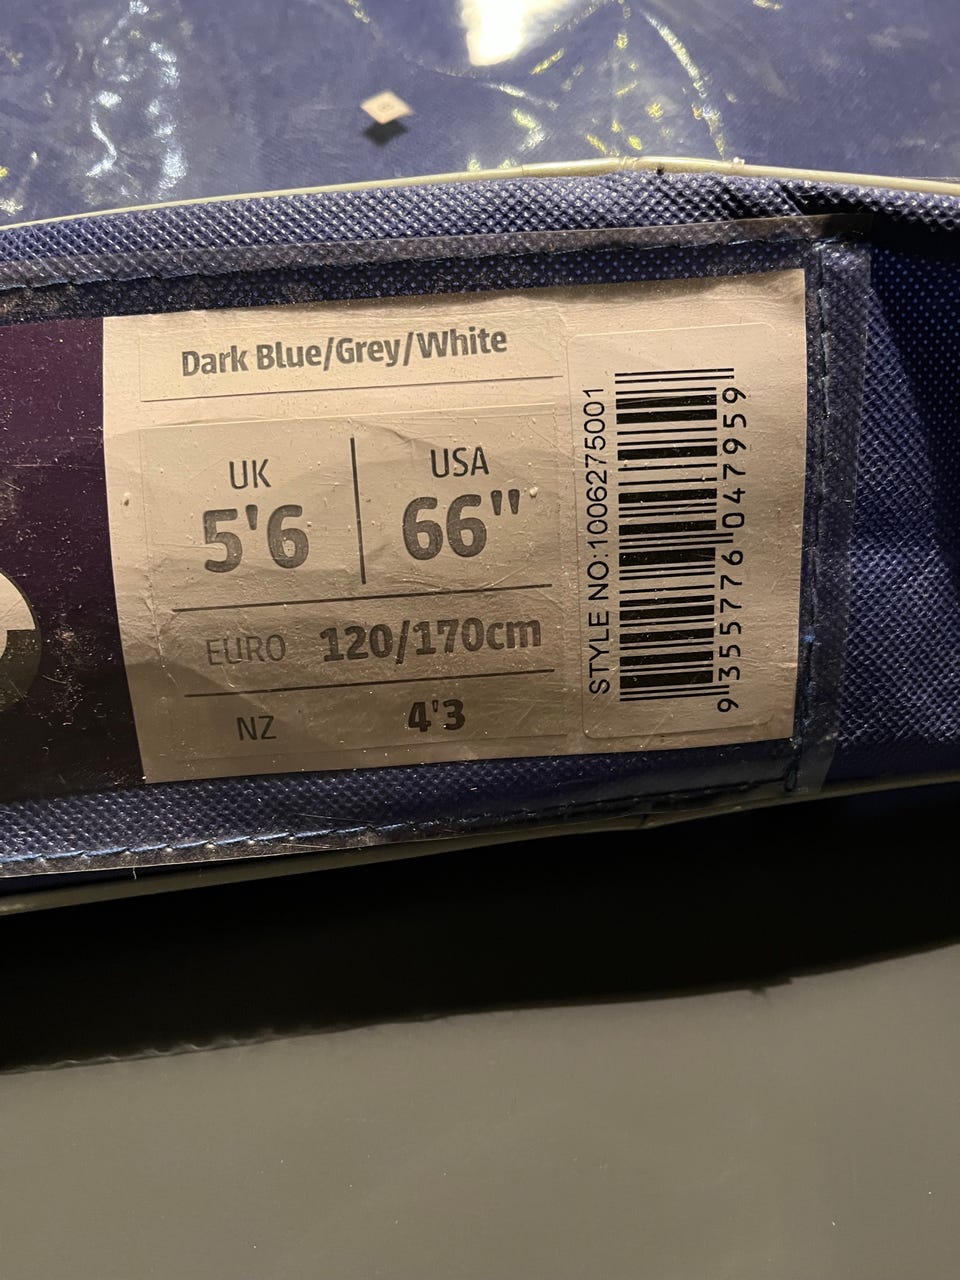 Dark Blue/Grey/White
UK
5'6
USA
66"
EURO 120/170cm
NZ 4'3
STYLE NO:1006275001
9 355776 047959